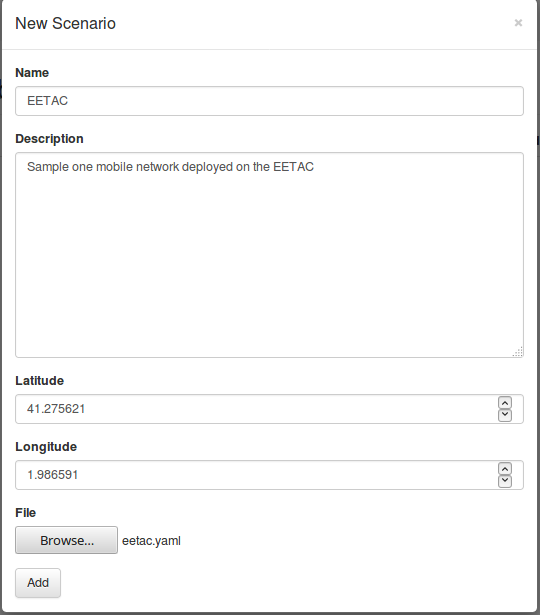 New Scenario ×
Name
EETAC
Description
Sample one mobile network deployed on the EETAC
Latitude
41.275621
Longitude
1.986591
File
Browse... eetac.yaml
Add